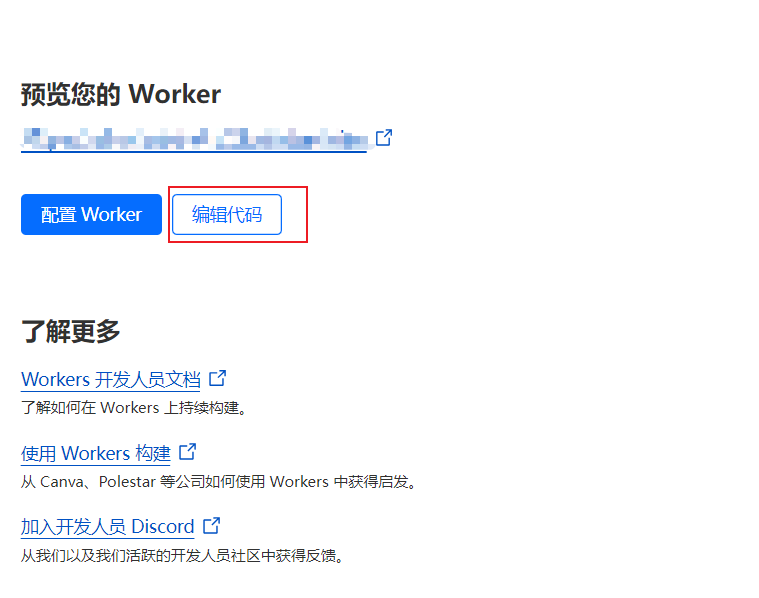 预览您的 Worker
配置 Worker
编辑代码
了解更多
Workers 开发人员文档
了解如何在 Workers 上持续构建。
使用 Workers 构建
从 Canva、Polestar 等公司如何使用 Workers 中获得启发。
加入开发人员 Discord
从我们以及我们活跃的开发人员社区中获得反馈。